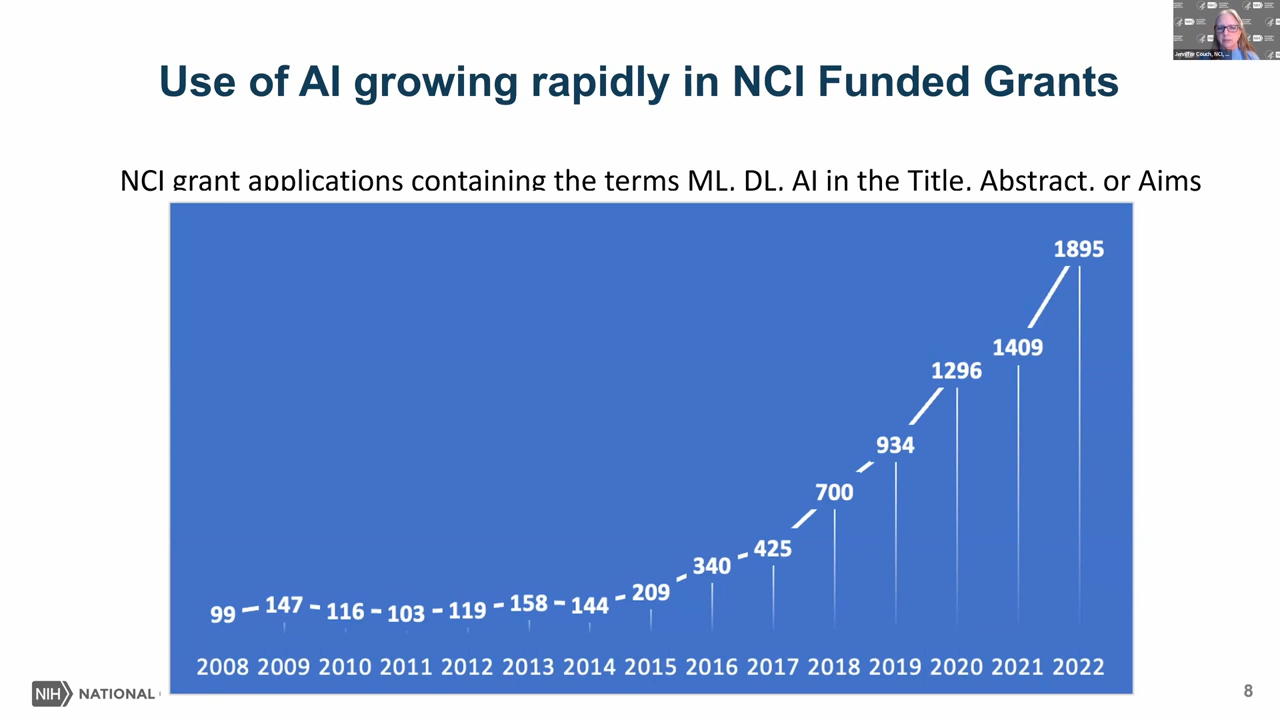 Jennifer Couch, NCI, ...
Use of AI growing rapidly in NCI Funded Grants
NCI grant applications containing the terms ML, DL, AI in the Title, Abstract, or Aims
1895
1409
1296
934
700
425
340
209
99 147 116 103 119 158 144
2008 2009 2010 2011 2012 2013 2014 2015 2016 2017 2018 2019 2020 2021 2022
NIH NATIONAL
8